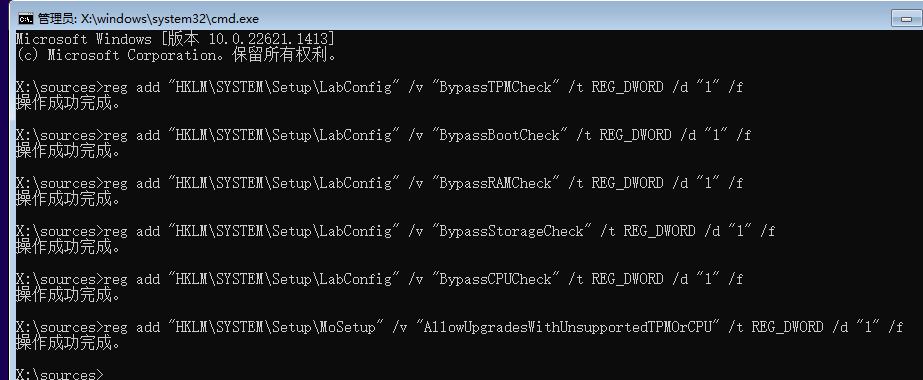 管理员: X:\windows\system32\cmd.exe
Microsoft Windows [版本 10.0.22621.1413]
(c) Microsoft Corporation。保留所有权利。
X:\sources>reg add "HKLM\SYSTEM\Setup\LabConfig" /v "BypassTPMCheck" /t REG_DWORD /d "1" /f
操作成功完成。
X:\sources>reg add "HKLM\SYSTEM\Setup\LabConfig" /v "BypassBootCheck" /t REG_DWORD /d "1" /f
操作成功完成。
X:\sources>reg add "HKLM\SYSTEM\Setup\LabConfig" /v "BypassRAMCheck" /t REG_DWORD /d "1" /f
操作成功完成。
X:\sources>reg add "HKLM\SYSTEM\Setup\LabConfig" /v "BypassStorageCheck" /t REG_DWORD /d "1" /f
操作成功完成。
X:\sources>reg add "HKLM\SYSTEM\Setup\LabConfig" /v "BypassCPUCheck" /t REG_DWORD /d "1" /f
操作成功完成。
X:\sources>reg add "HKLM\SYSTEM\Setup\MoSetup" /v "AllowUpgradesWithUnsupportedTPMOrCPU" /t REG_DWORD /d "1" /f
操作成功完成。
X:\sources>